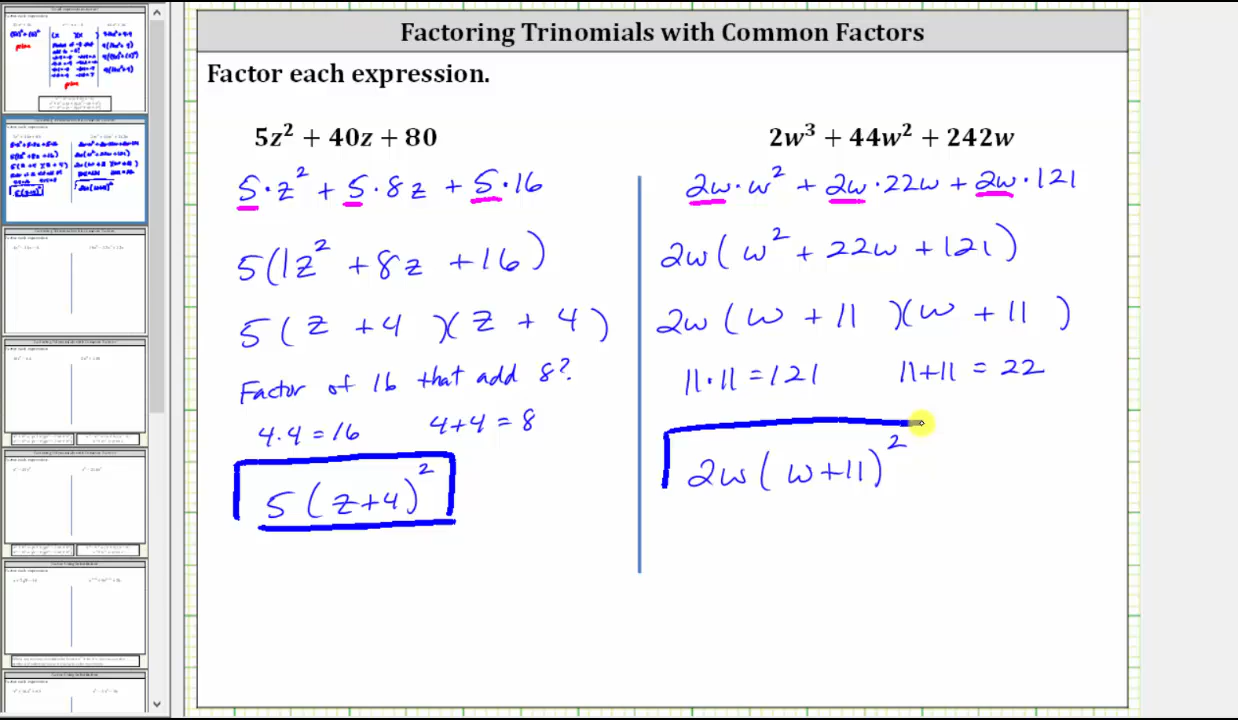 Factoring Trinomials with Common Factors
Factor each expression.
5z² + 40z + 80
5·z² + 5·8z + 5·16
5(1z² + 8z + 16)
5(z + 4)(z + 4)
Factor of 16 that add 8?
4·4 = 16 4+4 = 8
5(z+4)²
2w³ + 44w² + 242w
2w·w² + 2w·22w + 2w·121
2w(w² + 22w + 121)
2w(w + 11)(w + 11)
11·11 = 121 11+11 = 22
2w(w+11)²